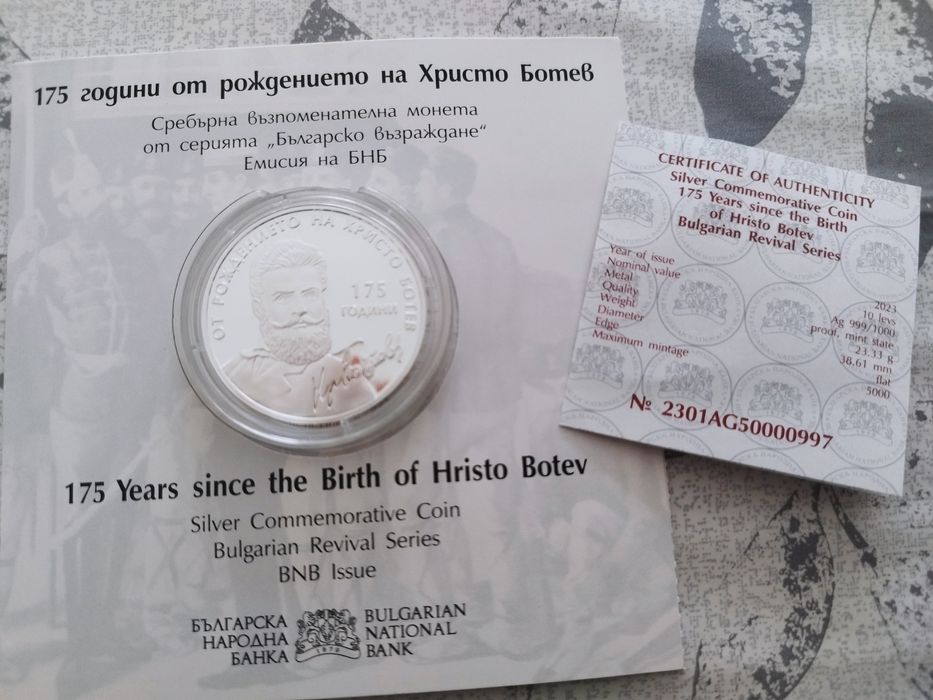 175 години от рождението на Христо Ботев
Сребърна възпоменателна монета
от серията „Българско възраждане“
Емисия на БНБ
ОТ РОЖДЕНИЕТО НА ХРИСТО БОТЕВ
175
ГОДИНИ
175 Years since the Birth of Hristo Botev
Silver Commemorative Coin
Bulgarian Revival Series
BNB Issue
БЪЛГАРСКА
НАРОДНА
БАНКА
1879
BULGARIAN
NATIONAL
BANK
CERTIFICATE OF AUTHENTICITY
Silver Commemorative Coin
175 Years since the Birth
of Hristo Botev
Bulgarian Revival Series
Year of issue 2023
Nominal value 10 levs
Metal Ag 999/1000
Quality proof, mint state
Weight 23.33 g
Diameter 38.61 mm
Edge flat
Maximum mintage 5000
№ 2301AG50000997